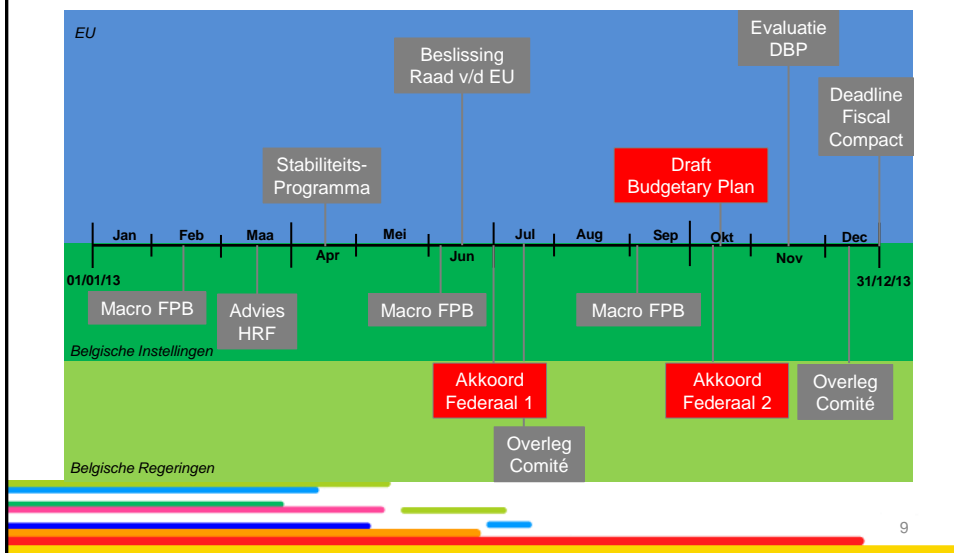 EU
Evaluatie
DBP
Beslissing
Raad v/d EU
Deadline
Fiscal
Compact
Stabiliteits-
Programma
Draft
Budgetary Plan
Jan
Feb
Maa
Apr
Mei
Jun
Jul
Aug
Sep
Okt
Nov
Dec
01/01/13
31/12/13
Macro FPB
Advies
HRF
Macro FPB
Macro FPB
Belgische Instellingen
Akkoord
Federaal 1
Akkoord
Federaal 2
Overleg
Comité
Overleg
Comité
Belgische Regeringen
9